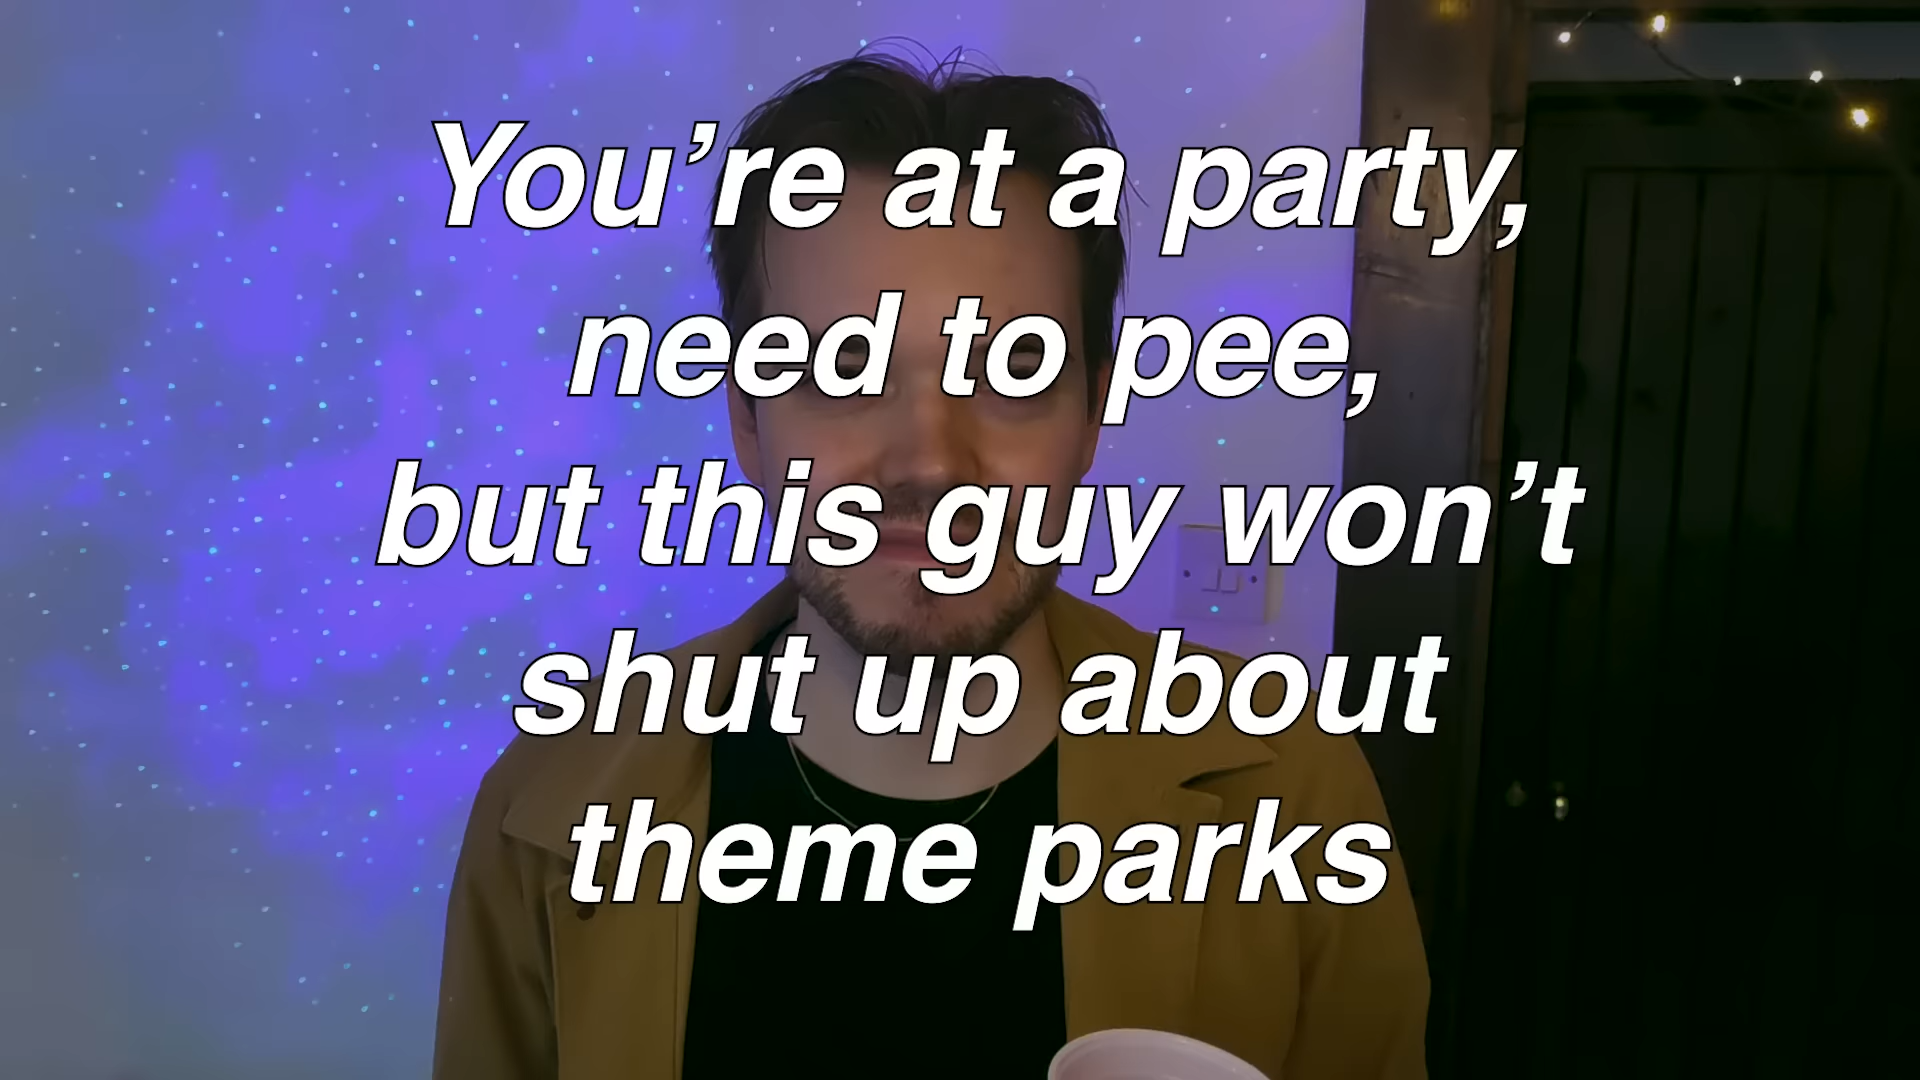 You’re at a party,
need to pee,
but this guy won’t
shut up about
theme parks